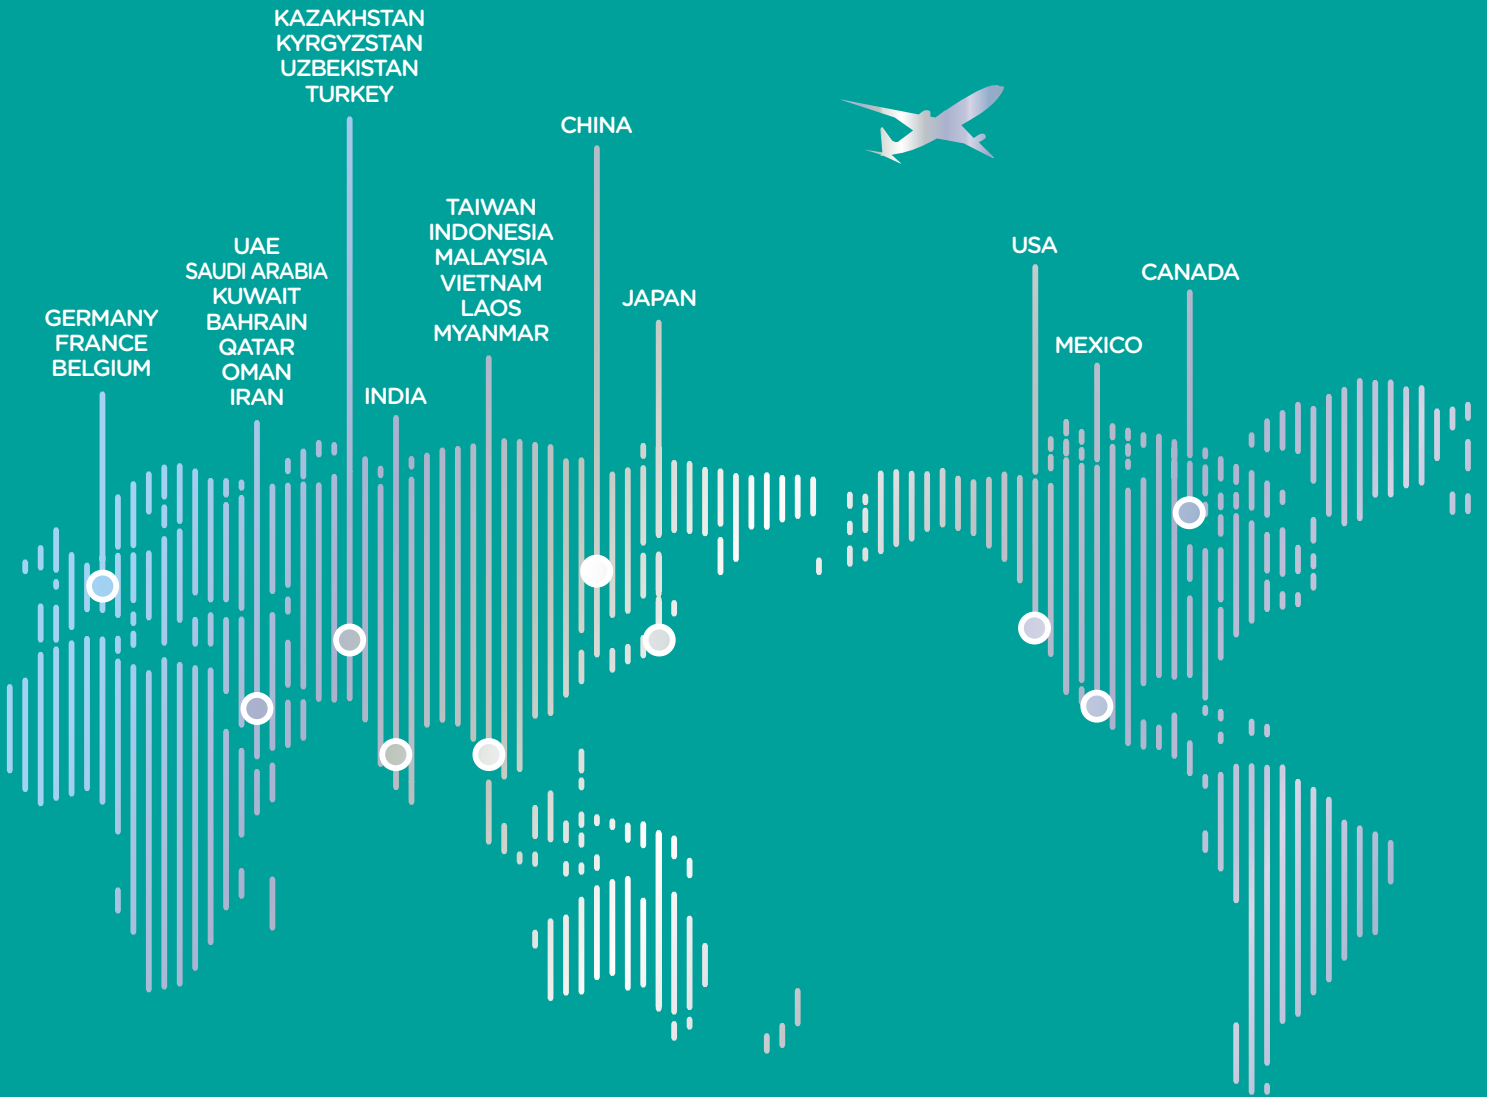 KAZAKHSTAN
KYRGYZSTAN
UZBEKISTAN
TURKEY
CHINA
TAIWAN
INDONESIA
MALAYSIA
VIETNAM
LAOS
MYANMAR
UAE
SAUDI ARABIA
KUWAIT
BAHRAIN
QATAR
OMAN
IRAN
USA
CANADA
JAPAN
GERMANY
FRANCE
BELGIUM
MEXICO
INDIA